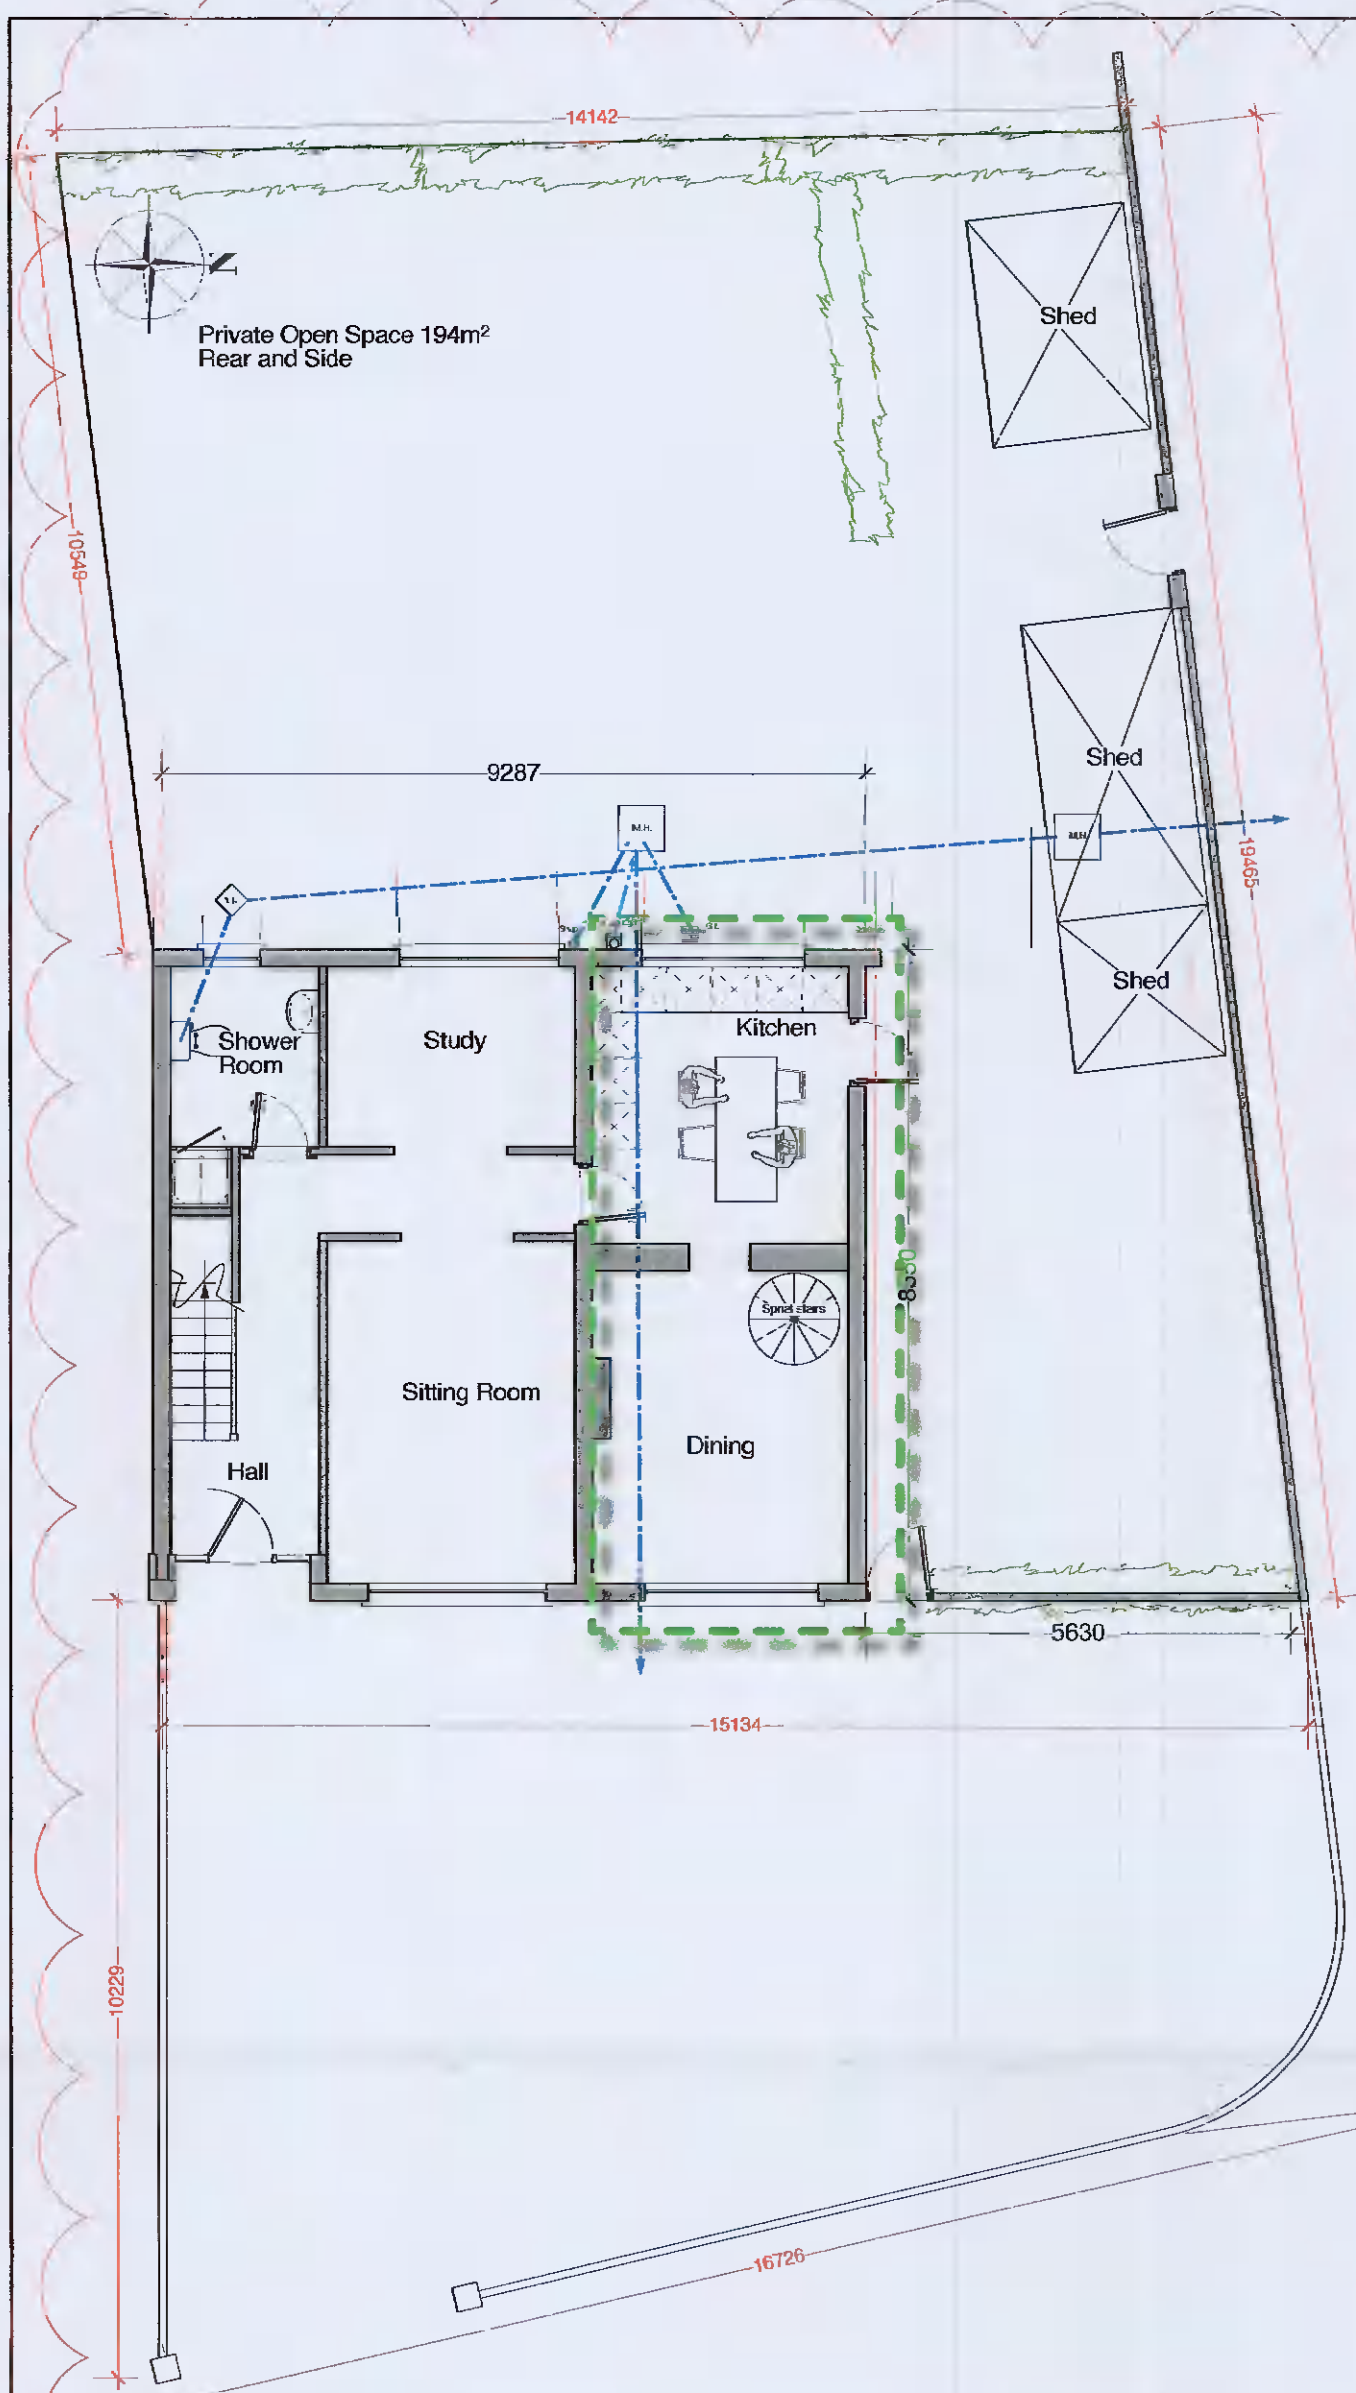 14142
N
Private Open Space 194m²
Rear and Side
Shed
10549
9287
M.H.
Shed
M.H.
19465
Shed
Kitchen
Study
Shower
Room
8350
Spiral stairs
Sitting Room
Dining
Hall
5630
15134
10229
16726